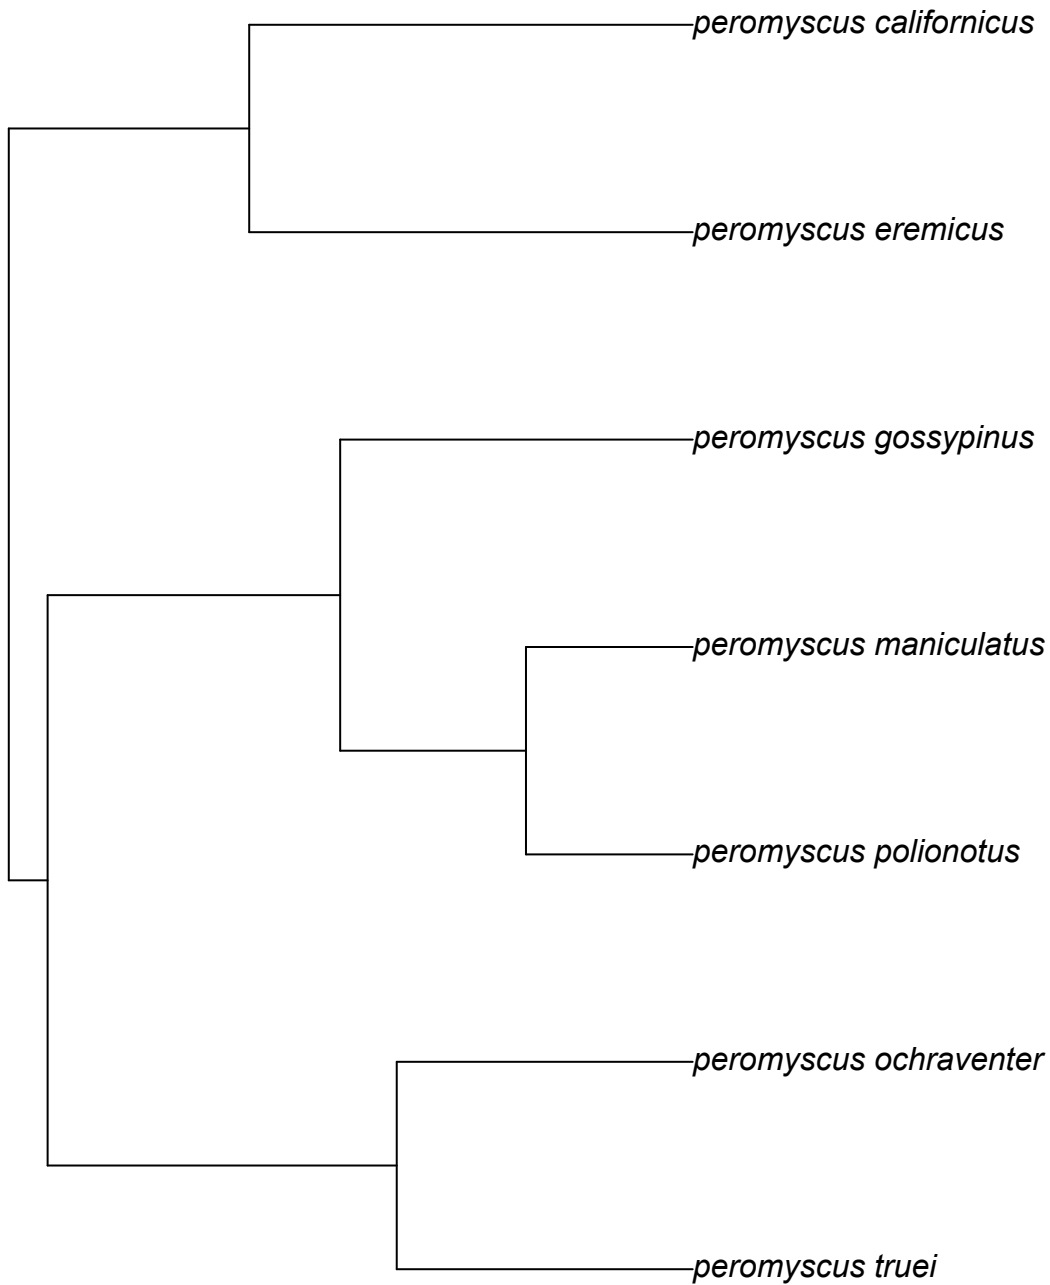 peromyscus californicus
peromyscus eremicus
peromyscus gossypinus
peromyscus maniculatus
peromyscus polionotus
peromyscus ochraventer
peromyscus truei